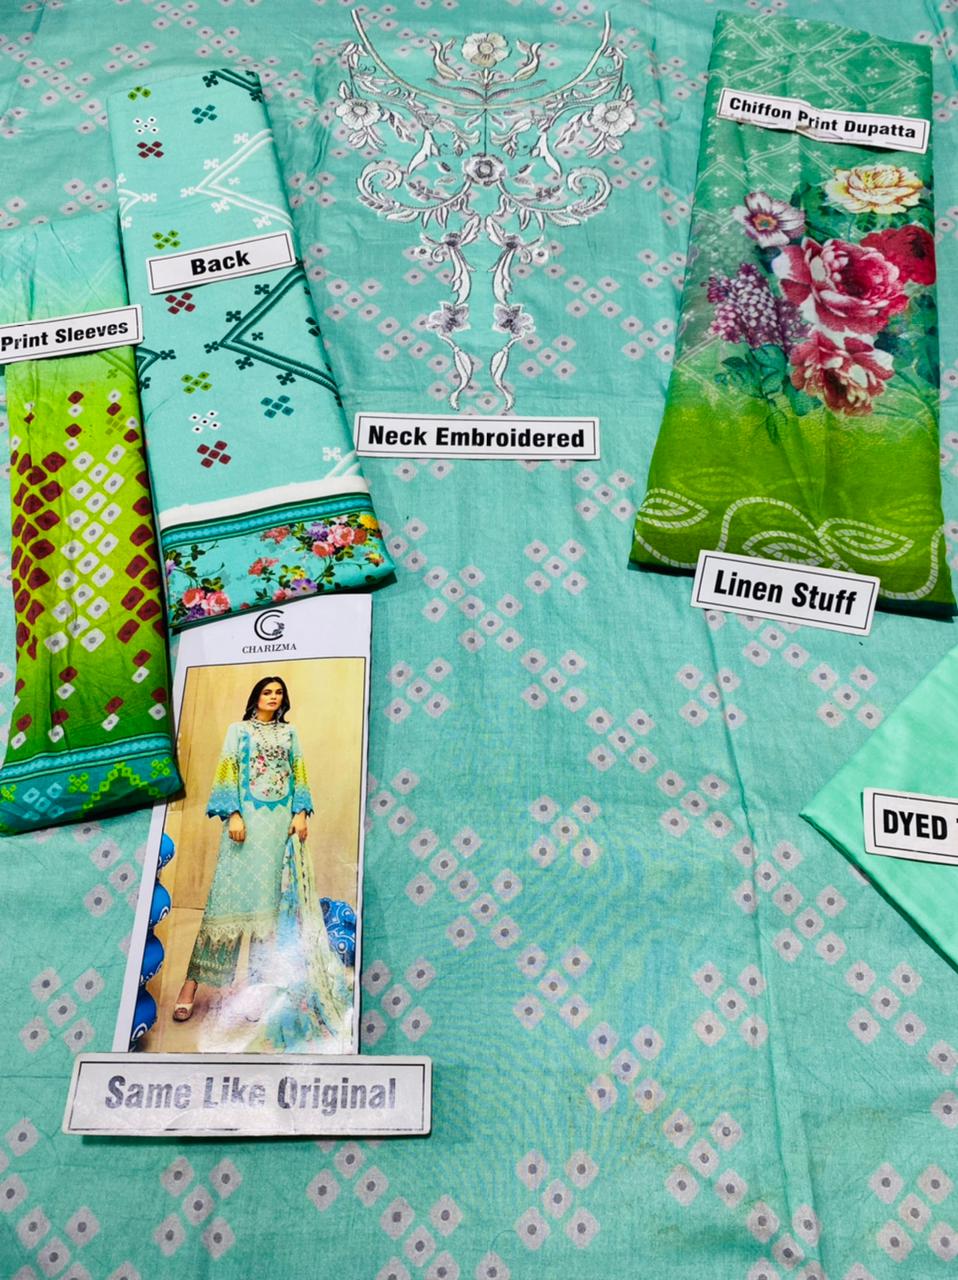 Chiffon Print Dupatta
Back
Print Sleeves
Neck Embroidered
Linen Stuff
CHARIZMA
DYED
Same Like Original